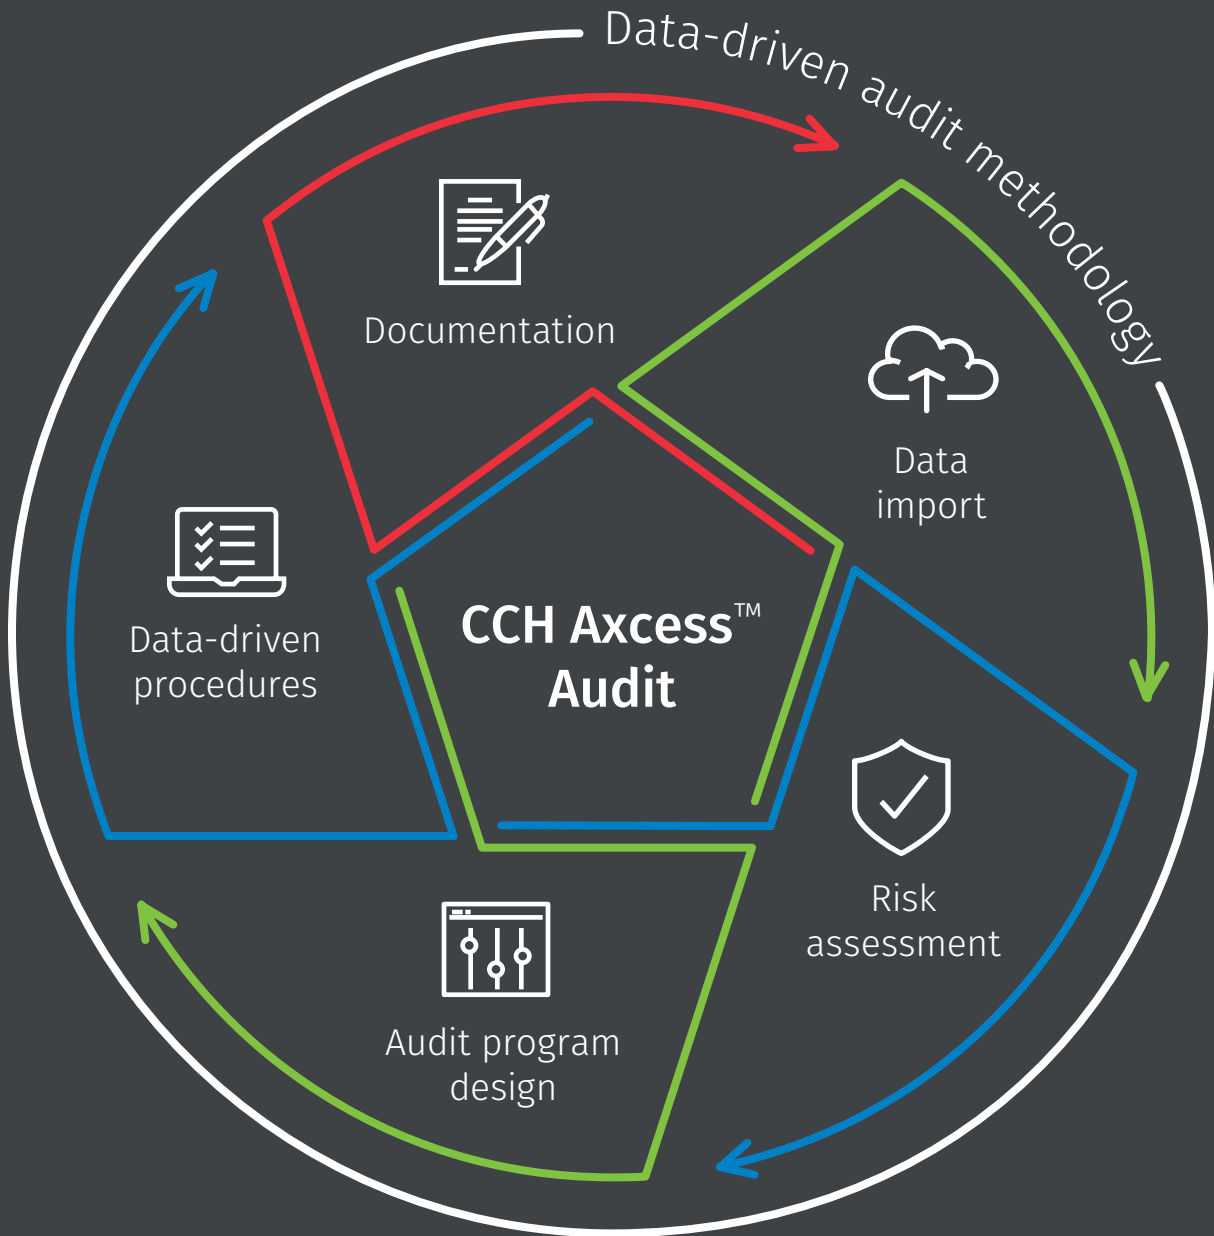 Data-driven audit methodology
Documentation
Data
import
Data-driven
procedures
CCH Axcess™
Audit
Risk
assessment
Audit program
design